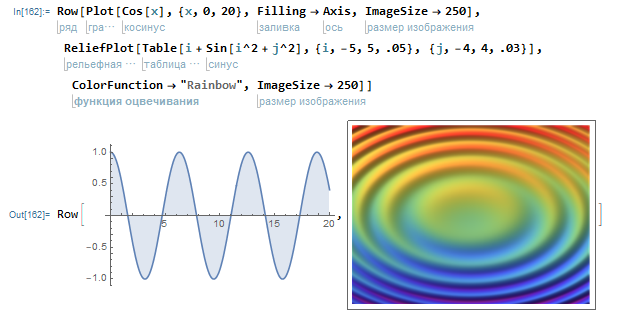 In[162]:= Row[Plot[Cos[x], {x, 0, 20}, Filling → Axis, ImageSize → 250],
ряд гра··· косинус заливка ось размер изображения
ReliefPlot[Table[i + Sin[i^2 + j^2], {i, -5, 5, .05}, {j, -4, 4, .03}],
рельефная ··· таблица ··· синус
ColorFunction → "Rainbow", ImageSize → 250]]
функция оцвечивания размер изображения
1.0
0.5
Out[162]= Row[ , ]
5 10 15 20
-0.5
-1.0